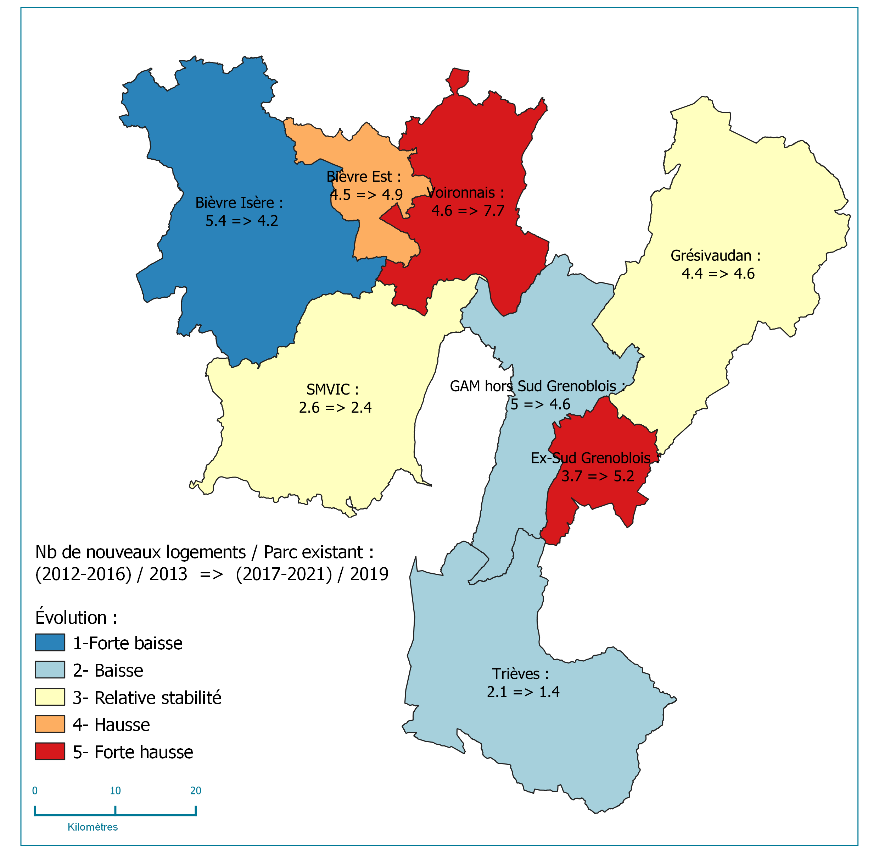 Bièvre Est :
4.5 => 4.9
Voironnais :
4.6 => 7.7
Bièvre Isère :
5.4 => 4.2
Grésivaudan :
4.4 => 4.6
SMVIC :
2.6 => 2.4
GAM hors Sud Grenoblois :
5 => 4.6
Ex-Sud Grenoblois :
3.7 => 5.2
Nb de nouveaux logements / Parc existant :
(2012-2016) / 2013 => (2017-2021) / 2019
Évolution :
1-Forte baisse
2- Baisse
3- Relative stabilité
4- Hausse
5- Forte hausse
Trièves :
2.1 => 1.4
0 10 20
Kilomètres